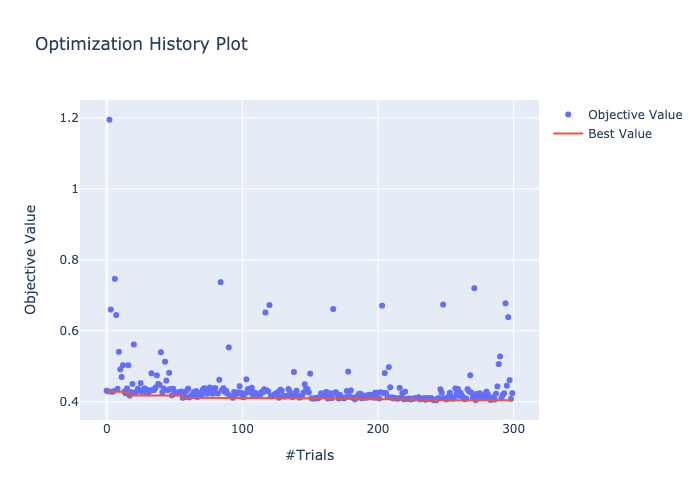 Optimization History Plot
Objective Value
Best Value
Objective Value
1.2
1
0.8
0.6
0.4
0
100
200
300
#Trials